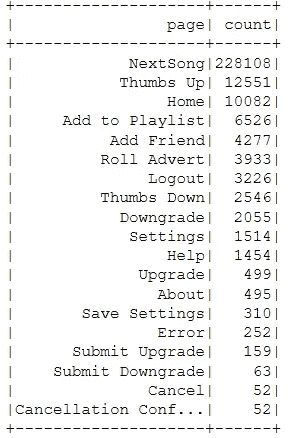 +--------------------+------+
|                page| count|
+--------------------+------+
|            NextSong|228108|
|           Thumbs Up| 12551|
|                Home| 10082|
|     Add to Playlist|  6526|
|          Add Friend|  4277|
|         Roll Advert|  3933|
|              Logout|  3226|
|         Thumbs Down|  2546|
|           Downgrade|  2055|
|            Settings|  1514|
|                Help|  1454|
|             Upgrade|   499|
|               About|   495|
|       Save Settings|   310|
|               Error|   252|
|      Submit Upgrade|   159|
|    Submit Downgrade|    63|
|              Cancel|    52|
|Cancellation Conf...|    52|
+--------------------+------+